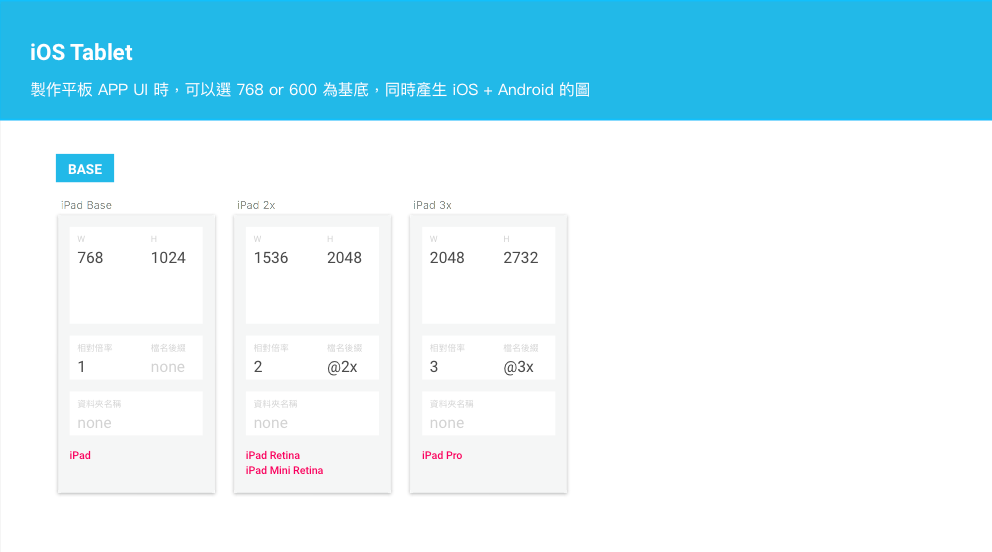 iOS Tablet
製作平板 APP UI 時，可以選 768 or 600 為基底，同時產生 iOS + Android 的圖
BASE
iPad Base
W H
768 1024
相對倍率 檔名後綴
1 none
資料夾名稱
none
iPad
iPad 2x
W H
1536 2048
相對倍率 檔名後綴
2 @2x
資料夾名稱
none
iPad Retina
iPad Mini Retina
iPad 3x
W H
2048 2732
相對倍率 檔名後綴
3 @3x
資料夾名稱
none
iPad Pro